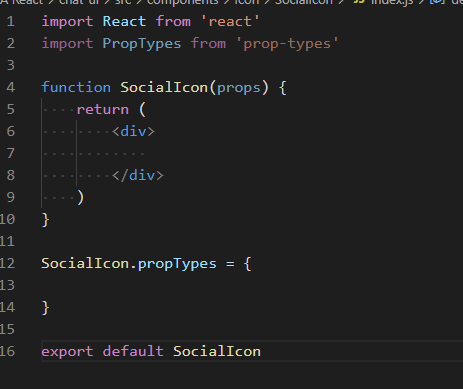 A React > chat-ui > src > components > Icon > SocialIcon > JS index.js >
1 import React from 'react'
2 import PropTypes from 'prop-types'
3
4 function SocialIcon(props) {
5 return (
6 <div>
7
8 </div>
9 )
10 }
11
12 SocialIcon.propTypes = {
13
14 }
15
16 export default SocialIcon